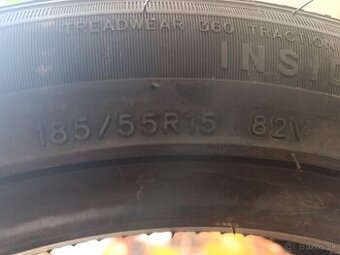 TREADWEAR 360 TRACTION
INSI
185/55R15 82V